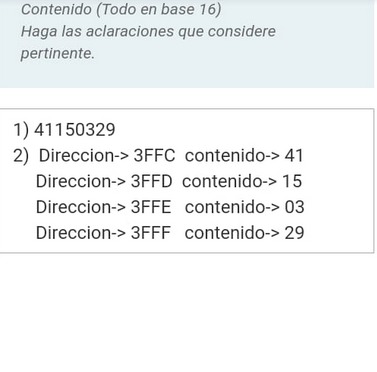 Contenido (Todo en base 16)
Haga las aclaraciones que considere
pertinente.
1) 41150329
2) Direccion-> 3FFC contenido-> 41
Direccion-> 3FFD contenido-> 15
Direccion-> 3FFE contenido-> 03
Direccion-> 3FFF contenido-> 29